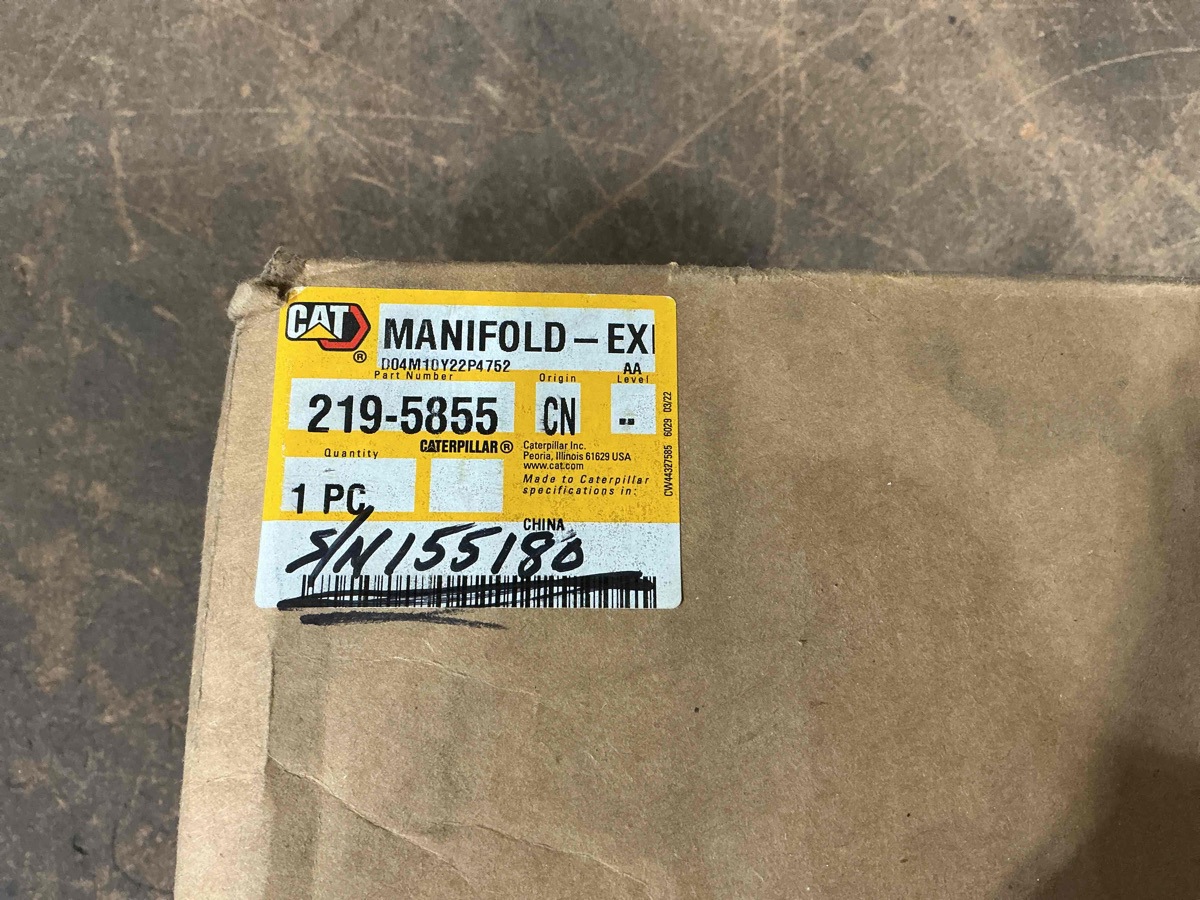 CAT ®
MANIFOLD - EX
D04M10Y22P4752
AA
Part Number
Origin
Level
219-5855
CN
--
CATERPILLAR®
Quantity
1 PC
Caterpillar Inc.
Peoria, Illinois 61629 USA
www.cat.com
Made to Caterpillar
specifications in:
CHINA
CW44327585 6029 03/22
S/N 155180